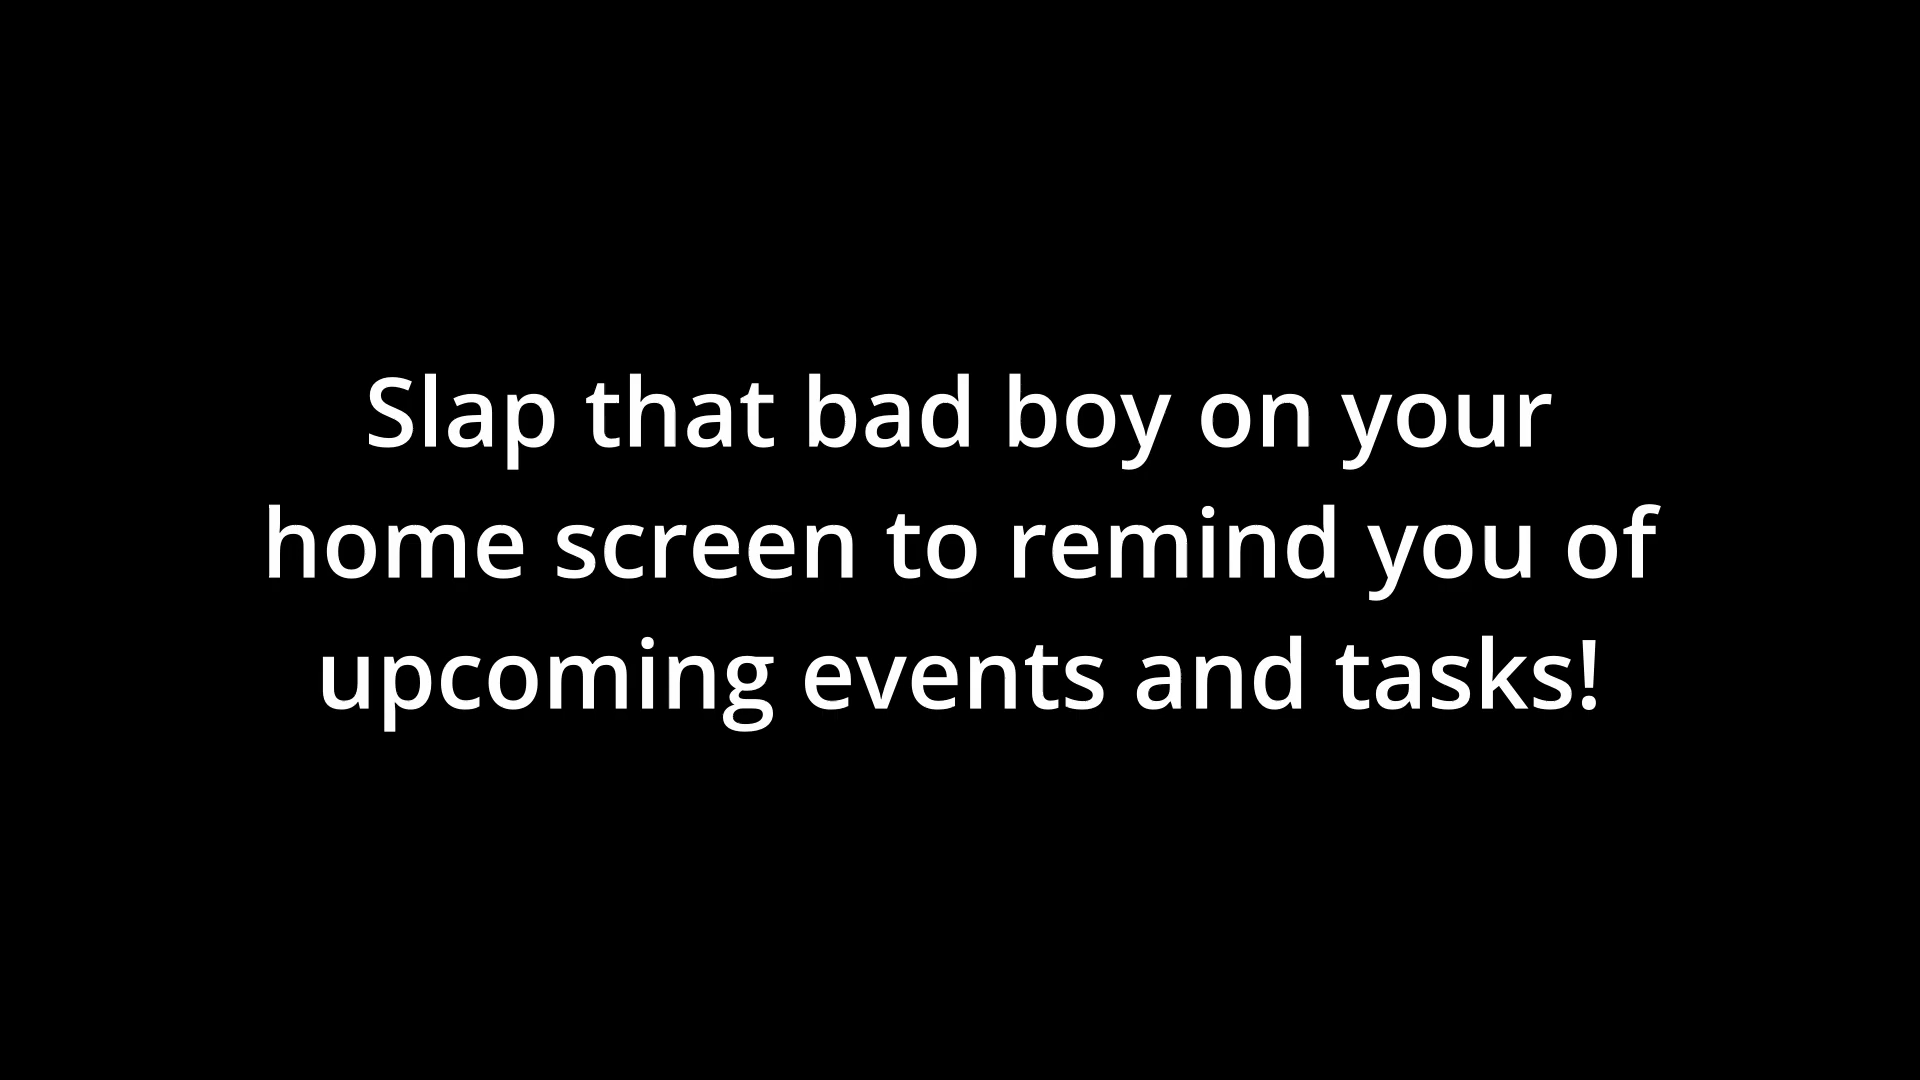 Slap that bad boy on your
home screen to remind you of
upcoming events and tasks!